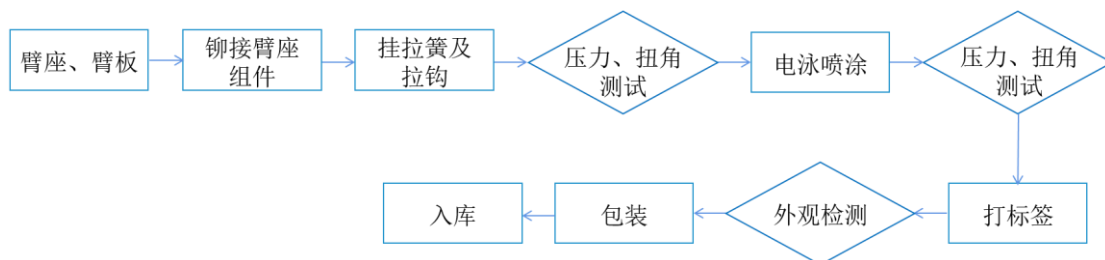 臂座、臂板
铆接臂座
组件
挂拉簧及
拉钩
压力、扭角
测试
电泳喷涂
压力、扭角
测试
打标签
外观检测
包装
入库